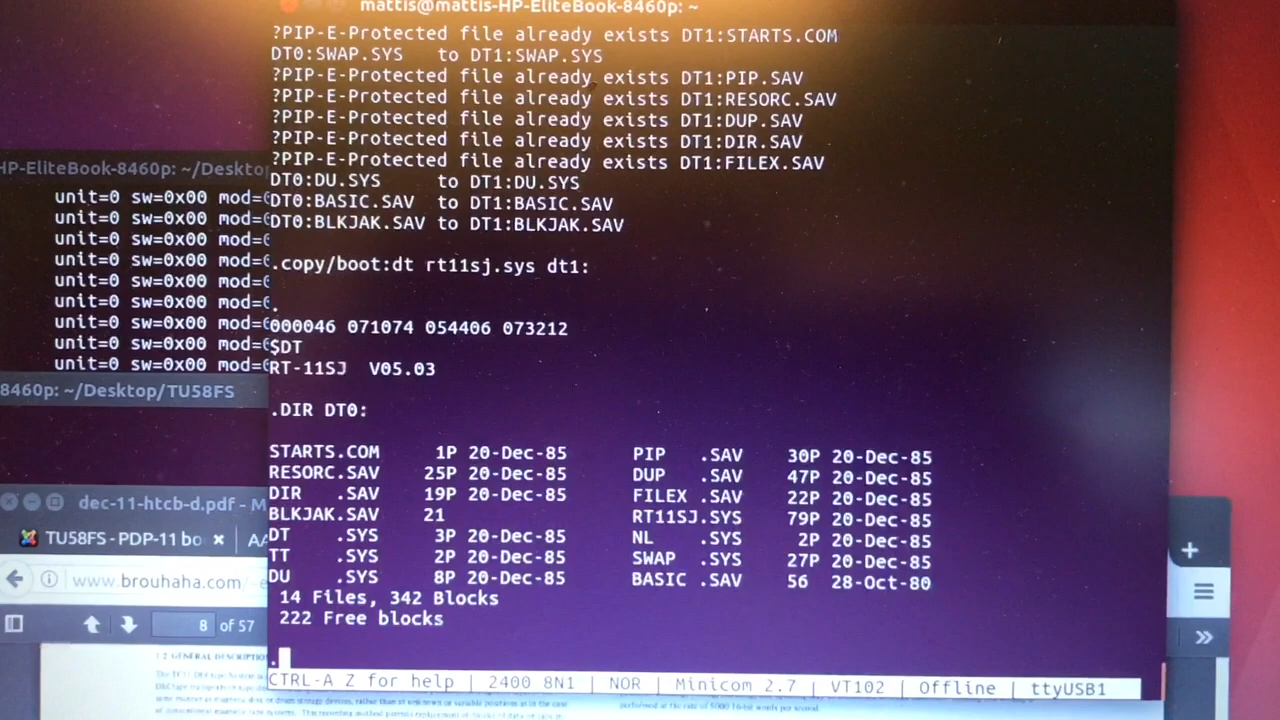 mattis@mattis-HP-EliteBook-8460p: ~
?PIP-E-Protected file already exists DT1:STARTS.COM
DT0:SWAP.SYS to DT1:SWAP.SYS
?PIP-E-Protected file already exists DT1:PIP.SAV
?PIP-E-Protected file already exists DT1:RESORC.SAV
?PIP-E-Protected file already exists DT1:DUP.SAV
?PIP-E-Protected file already exists DT1:DIR.SAV
?PIP-E-Protected file already exists DT1:FILEX.SAV
DT0:DU.SYS to DT1:DU.SYS
DT0:BASIC.SAV to DT1:BASIC.SAV
DT0:BLKJAK.SAV to DT1:BLKJAK.SAV
.copy/boot:dt rt11sj.sys dt1:
.
000046 071074 054406 073212
$DT
RT-11SJ V05.03
.DIR DT0:
STARTS.COM 1P 20-Dec-85 PIP .SAV 30P 20-Dec-85
RESORC.SAV 25P 20-Dec-85 DUP .SAV 47P 20-Dec-85
DIR .SAV 19P 20-Dec-85 FILEX .SAV 22P 20-Dec-85
BLKJAK.SAV 21 RT11SJ.SYS 79P 20-Dec-85
DT .SYS 3P 20-Dec-85 NL .SYS 2P 20-Dec-85
TT .SYS 2P 20-Dec-85 SWAP .SYS 27P 20-Dec-85
DU .SYS 8P 20-Dec-85 BASIC .SAV 56 28-Oct-80
14 Files, 342 Blocks
222 Free blocks
.
CTRL-A Z for help | 2400 8N1 | NOR | Minicom 2.7 | VT102 | Offline | ttyUSB1
HP-EliteBook-8460p: ~/Deskto
unit=0 sw=0x00 mod=
unit=0 sw=0x00 mod=
unit=0 sw=0x00 mod=
unit=0 sw=0x00 mod=
unit=0 sw=0x00 mod=
unit=0 sw=0x00 mod=
unit=0 sw=0x00 mod=
unit=0 sw=0x00 mod=
unit=0 sw=0x00 mod=
8460p: ~/Desktop/TU58FS
dec-11-htcb-d.pdf - M
TU58FS - PDP-11 bo
www.brouhaha.com/~e
8 of 57
1.2 GENERAL DESCRIPTION